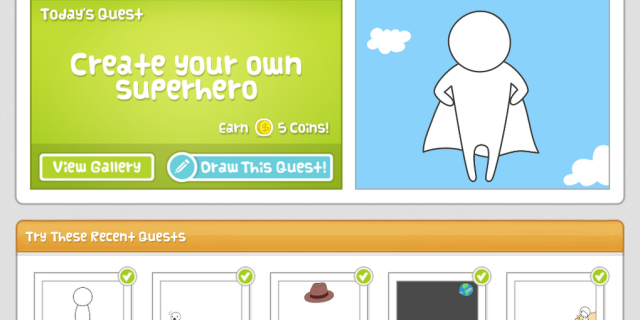 Today's Quest
Create your own
superhero
Earn 5 Coins!
View Gallery
Draw This Quest!
Try These Recent Quests